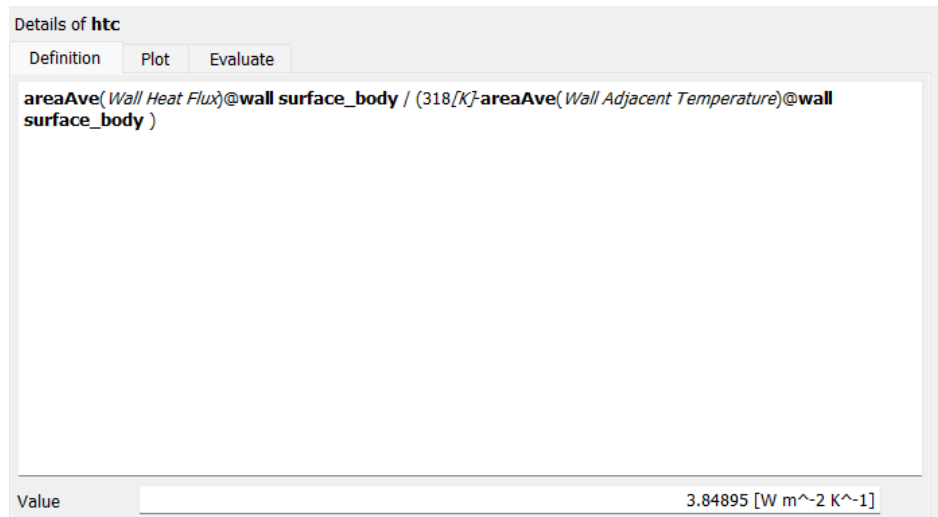 Details of htc
Definition Plot Evaluate
areaAve(Wall Heat Flux)@wall surface_body / (318[K]-areaAve(Wall Adjacent Temperature)@wall
surface_body )
Value 3.84895 [W m^-2 K^-1]